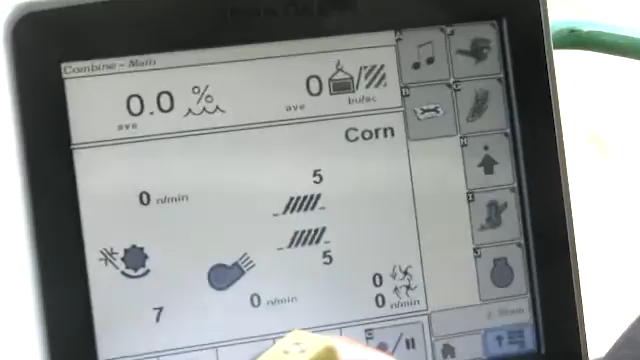 Combine - Main
0.0 %
ave
0
ave
bu/ac
Corn
0 n/min
5
5
7
0 n/min
0
0 n/min